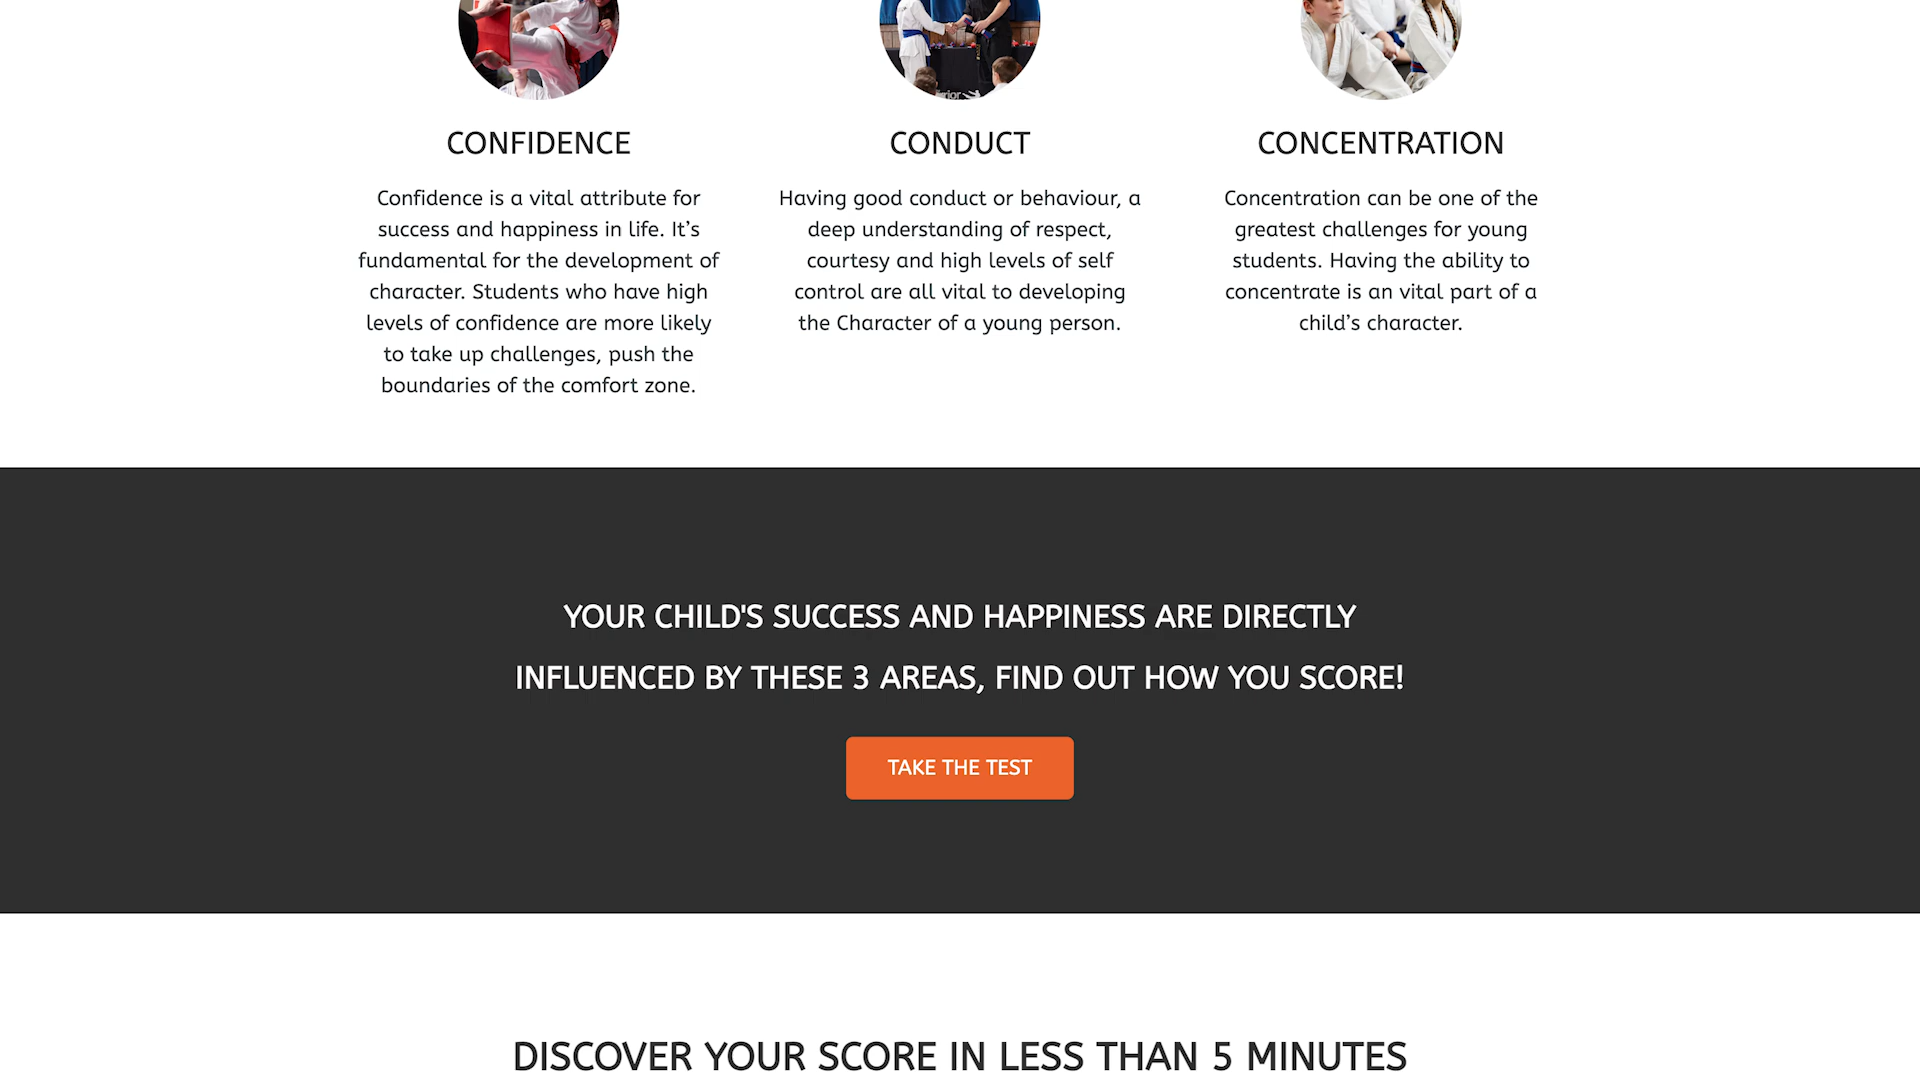 CONFIDENCE
Confidence is a vital attribute for
success and happiness in life. It’s
fundamental for the development of
character. Students who have high
levels of confidence are more likely
to take up challenges, push the
boundaries of the comfort zone.
CONDUCT
Having good conduct or behaviour, a
deep understanding of respect,
courtesy and high levels of self
control are all vital to developing
the Character of a young person.
CONCENTRATION
Concentration can be one of the
greatest challenges for young
students. Having the ability to
concentrate is an vital part of a
child’s character.
YOUR CHILD'S SUCCESS AND HAPPINESS ARE DIRECTLY
INFLUENCED BY THESE 3 AREAS, FIND OUT HOW YOU SCORE!
TAKE THE TEST
DISCOVER YOUR SCORE IN LESS THAN 5 MINUTES